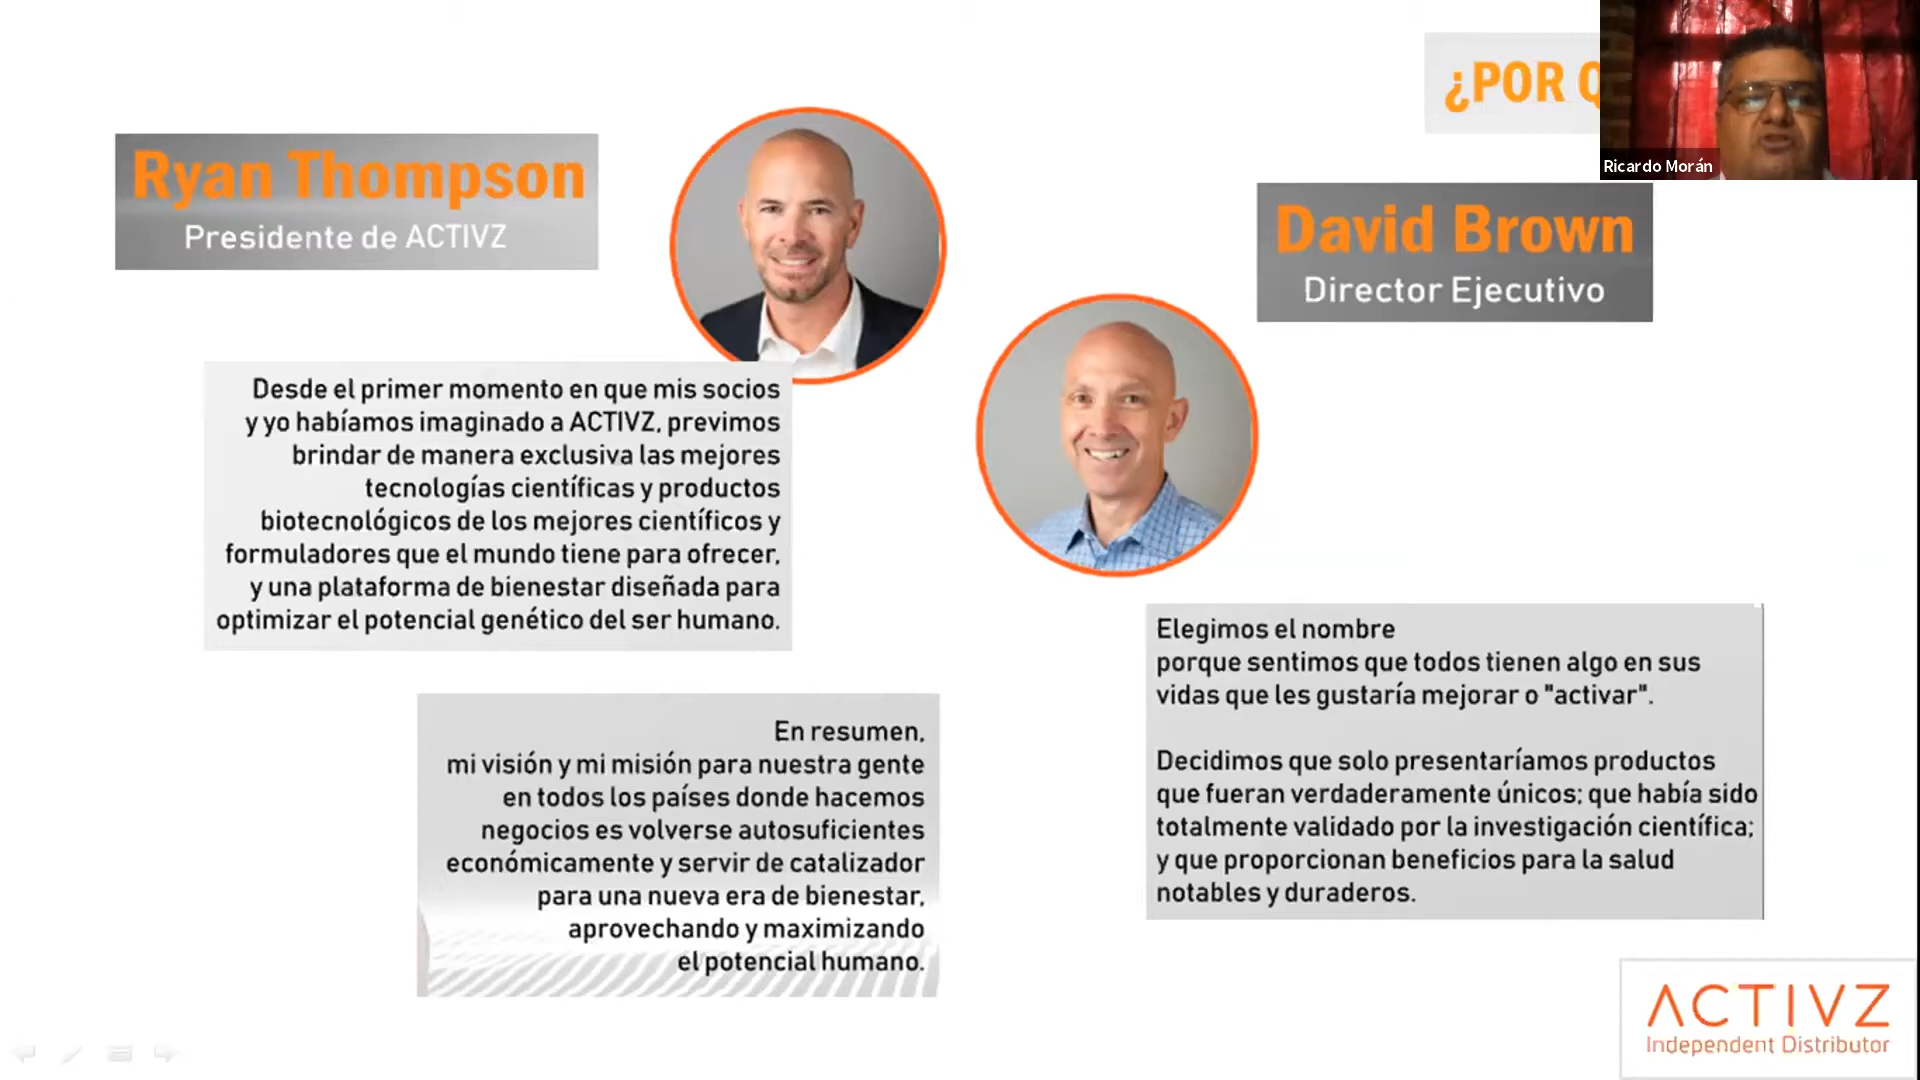 Ryan Thompson
Presidente de ACTIVZ
Desde el primer momento en que mis socios
y yo habíamos imaginado a ACTIVZ, previmos
brindar de manera exclusiva las mejores
tecnologías científicas y productos
biotecnológicos de los mejores científicos y
formuladores que el mundo tiene para ofrecer,
y una plataforma de bienestar diseñada para
optimizar el potencial genético del ser humano.
En resumen,
mi visión y mi misión para nuestra gente
en todos los países donde hacemos
negocios es volverse autosuficientes
económicamente y servir de catalizador
para una nueva era de bienestar,
aprovechando y maximizando
el potencial humano.
¿POR
Ricardo Morán
David Brown
Director Ejecutivo
Elegimos el nombre
porque sentimos que todos tienen algo en sus
vidas que les gustaría mejorar o "activar".
Decidimos que solo presentaríamos productos
que fueran verdaderamente únicos; que había sido
totalmente validado por la investigación científica;
y que proporcionan beneficios para la salud
notables y duraderos.
ACTIVZ
Independent Distributor